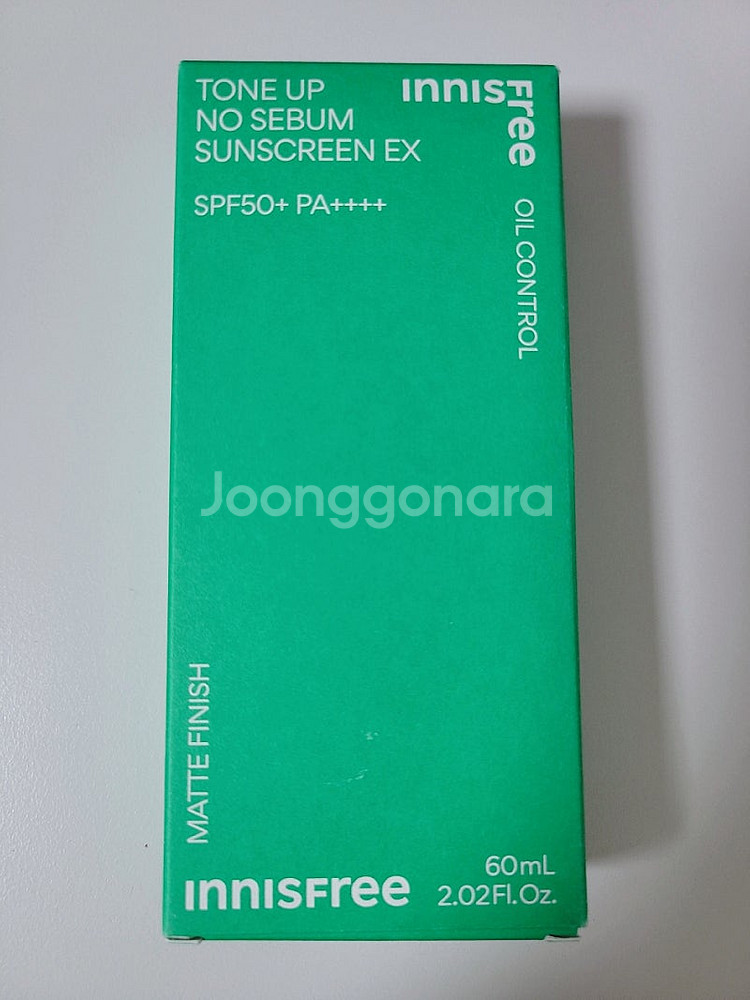 TONE UP
NO SEBUM
SUNSCREEN EX
SPF50+ PA++++
INNISFree
OIL CONTROL
Joonggonara
MATTE FINISH
INNISFree
60mL
2.02Fl.Oz.